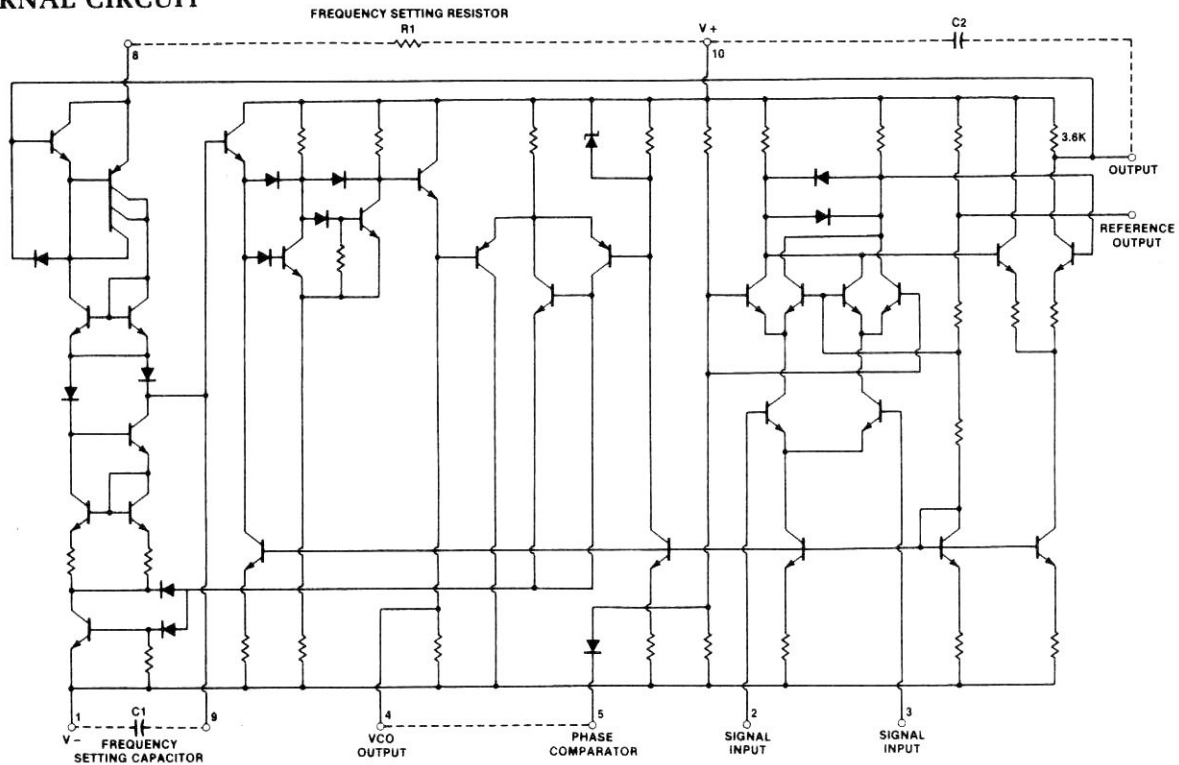 RNAL CIRCUIT
FREQUENCY SETTING RESISTOR
R1
V+
C2
8
10
3.6K
OUTPUT
REFERENCE
OUTPUT
1
C1
9
4
5
2
3
V–
FREQUENCY
SETTING CAPACITOR
VCO
OUTPUT
PHASE
COMPARATOR
SIGNAL
INPUT
SIGNAL
INPUT